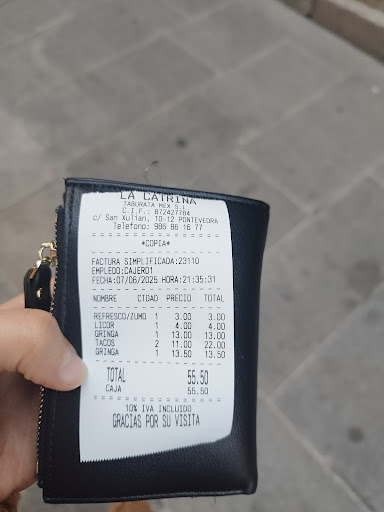 LA CATRINA
TABURATA MEX S.L
C.I.F.: B72427784
c/ San Xulian, 10-12 PONTEVEDRA
Telefono: 986 86 16 77
*COPIA*
FACTURA SIMPLIFICADA:23110
EMPLEDO:CAJERO1
FECHA:07/06/2025 HORA:21:35:31
NOMBRE CTDAD PRECIO TOTAL
REFRESCO/ZUMO 1 3.00 3.00
LICOR 1 4.00 4.00
GRINGA 1 13.00 13.00
TACOS 2 11.00 22.00
GRINGA 1 13.50 13.50
TOTAL 55.50
CAJA 55.50
10% IVA INCLUIDO
GRACIAS POR SU VISITA